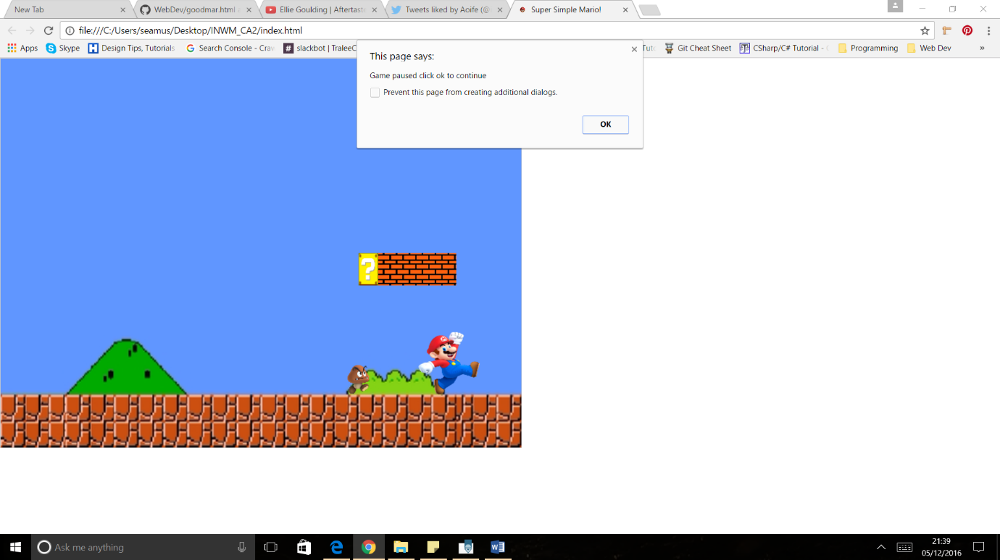 New Tab
WebDev/goodmar.html
Ellie Goulding | Aftertaste
Tweets liked by Aoife (@
Super Simple Mario!
file:///C:/Users/seamus/Desktop/INWM_CA2/index.html
Apps Skype Design Tips, Tutorials Search Console - Craw slackbot | TraleeC Tuto Git Cheat Sheet CSharp/C# Tutorial - Programming Web Dev »
This page says:
Game paused click ok to continue
Prevent this page from creating additional dialogs.
OK
?
Ask me anything
21:39
05/12/2016